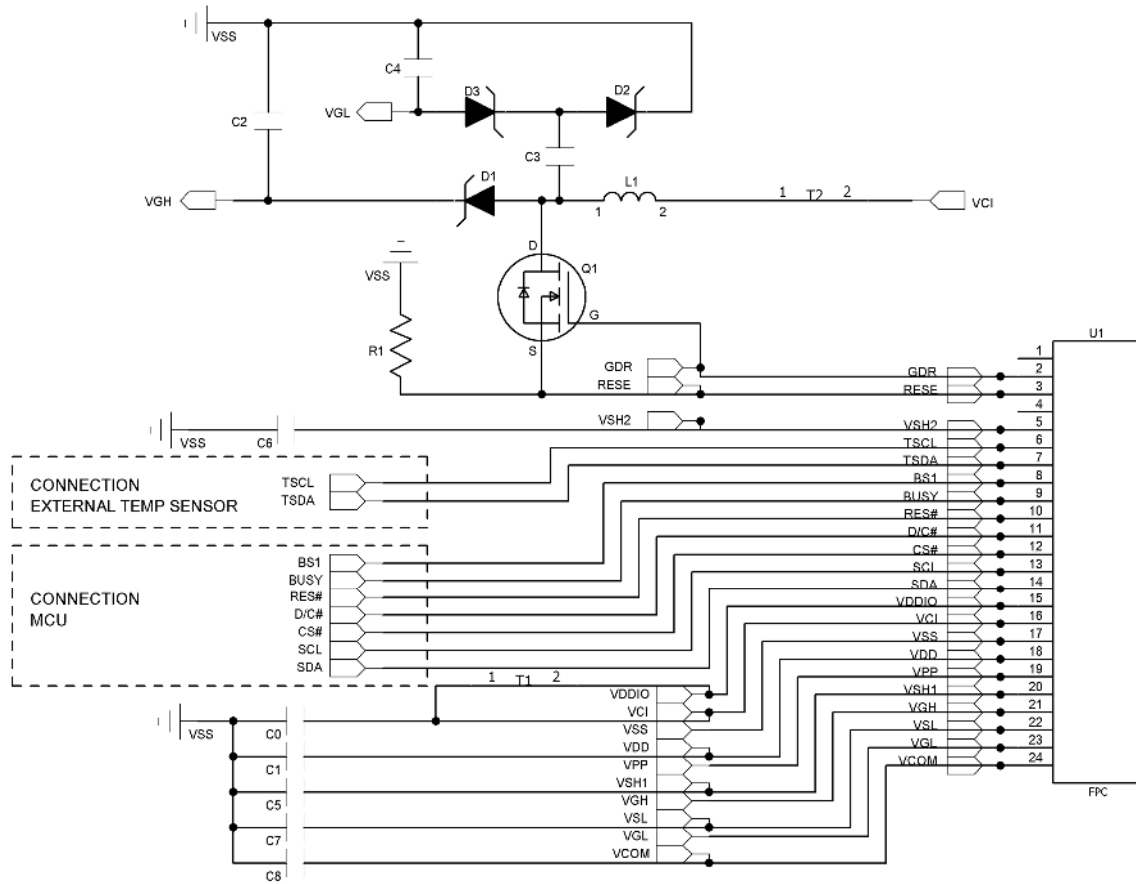 VSS
C4
D3
D2
VGL
C2
C3
D1
L1
VGH
1
2
1 T2 2
VCI
D
Q1
VSS
G
R1
S
U1
1
GDR
GDR
2
RESE
RESE
3
4
VSH2
VSH2
5
VSS
C6
TSCL
6
TSDA
7
CONNECTION
EXTERNAL TEMP SENSOR
TSCL
TSDA
BS1
8
BUSY
9
RES#
10
D/C#
11
CS#
12
SCL
13
SDA
14
VDDIO
15
VCI
16
VSS
17
VDD
18
VPP
19
VSH1
20
VGH
21
VSL
22
VGL
23
VCOM
24
FPC
CONNECTION
MCU
BS1
BUSY
RES#
D/C#
CS#
SCL
SDA
1 T1 2
VDDIO
VCI
VSS
VSS
C0
VDD
C1
VPP
VSH1
C5
VGH
VSL
C7
VGL
VCOM
C8